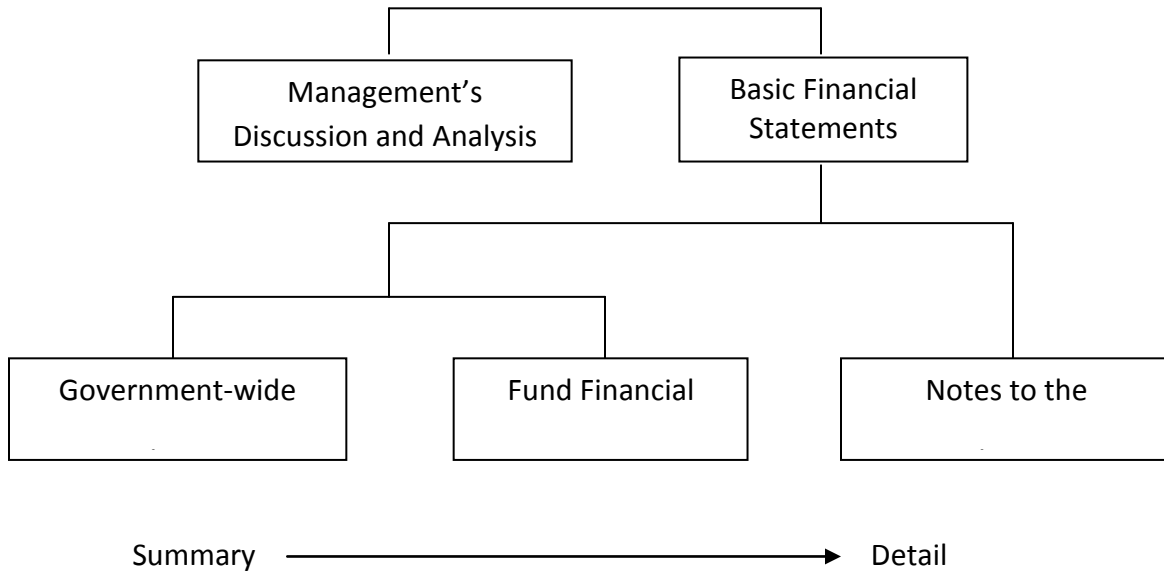 Management’s
Discussion and Analysis
Basic Financial
Statements
Government-wide
Fund Financial
Notes to the
Summary
Detail